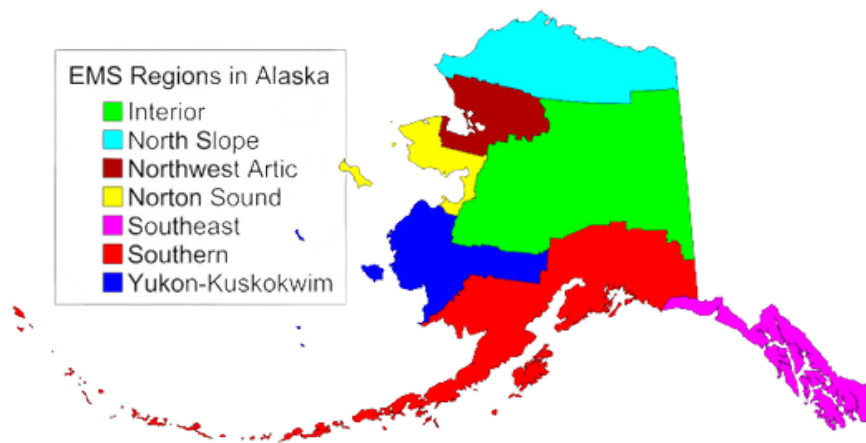 EMS Regions in Alaska
Interior
North Slope
Northwest Artic
Norton Sound
Southeast
Southern
Yukon-Kuskokwim